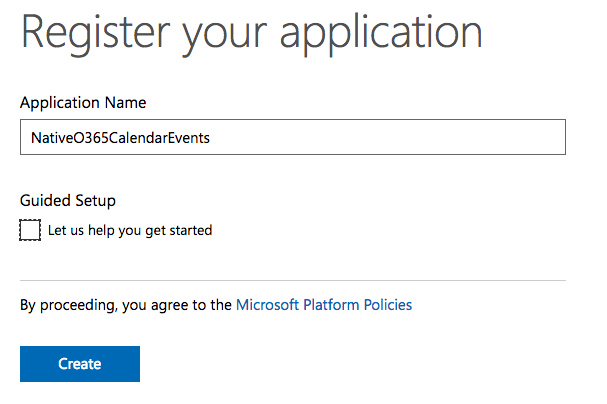 Register your application
Application Name
NativeO365CalendarEvents
Guided Setup
Let us help you get started
By proceeding, you agree to the Microsoft Platform Policies
Create